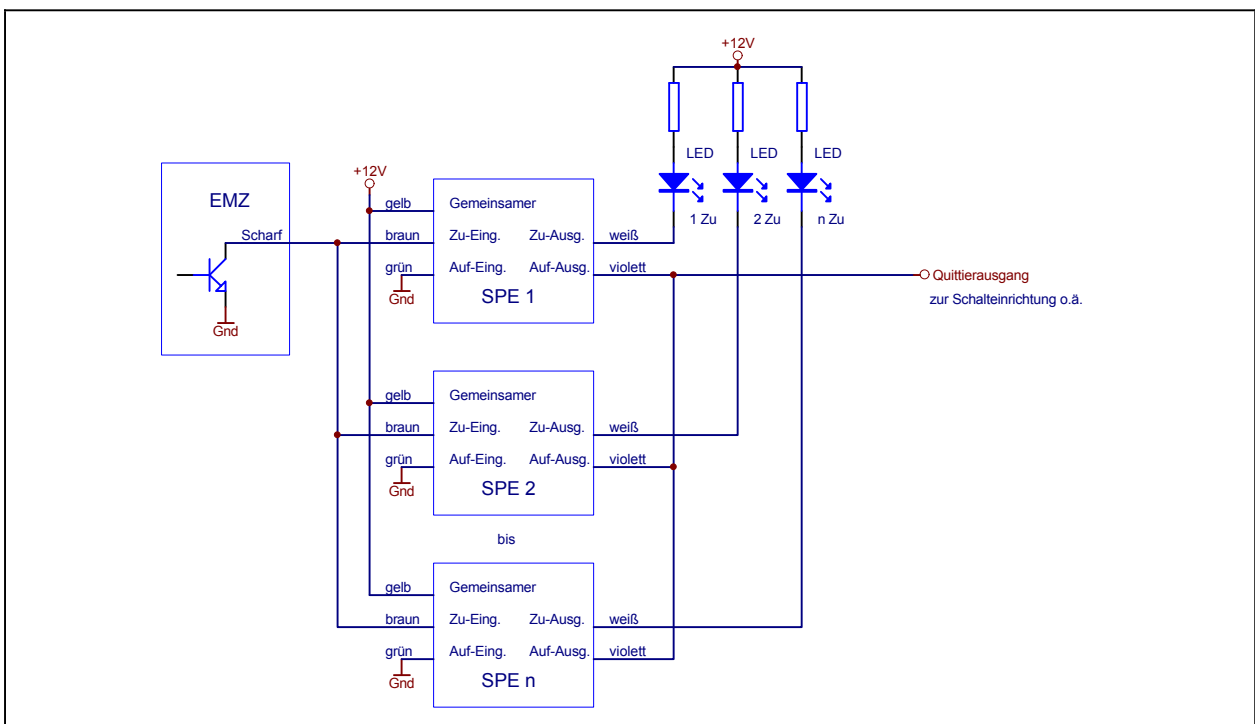 +12V
LED LED LED
1 Zu 2 Zu n Zu
EMZ
Scharf
Gnd
+12V
gelb Gemeinsamer
braun Zu-Eing. Zu-Ausg. weiß
grün Auf-Eing. Auf-Ausg. violett
Gnd SPE 1
Quittierausgang
zur Schalteinrichtung o.ä.
gelb Gemeinsamer
braun Zu-Eing. Zu-Ausg. weiß
grün Auf-Eing. Auf-Ausg. violett
Gnd SPE 2
bis
gelb Gemeinsamer
braun Zu-Eing. Zu-Ausg. weiß
grün Auf-Eing. Auf-Ausg. violett
Gnd SPE n